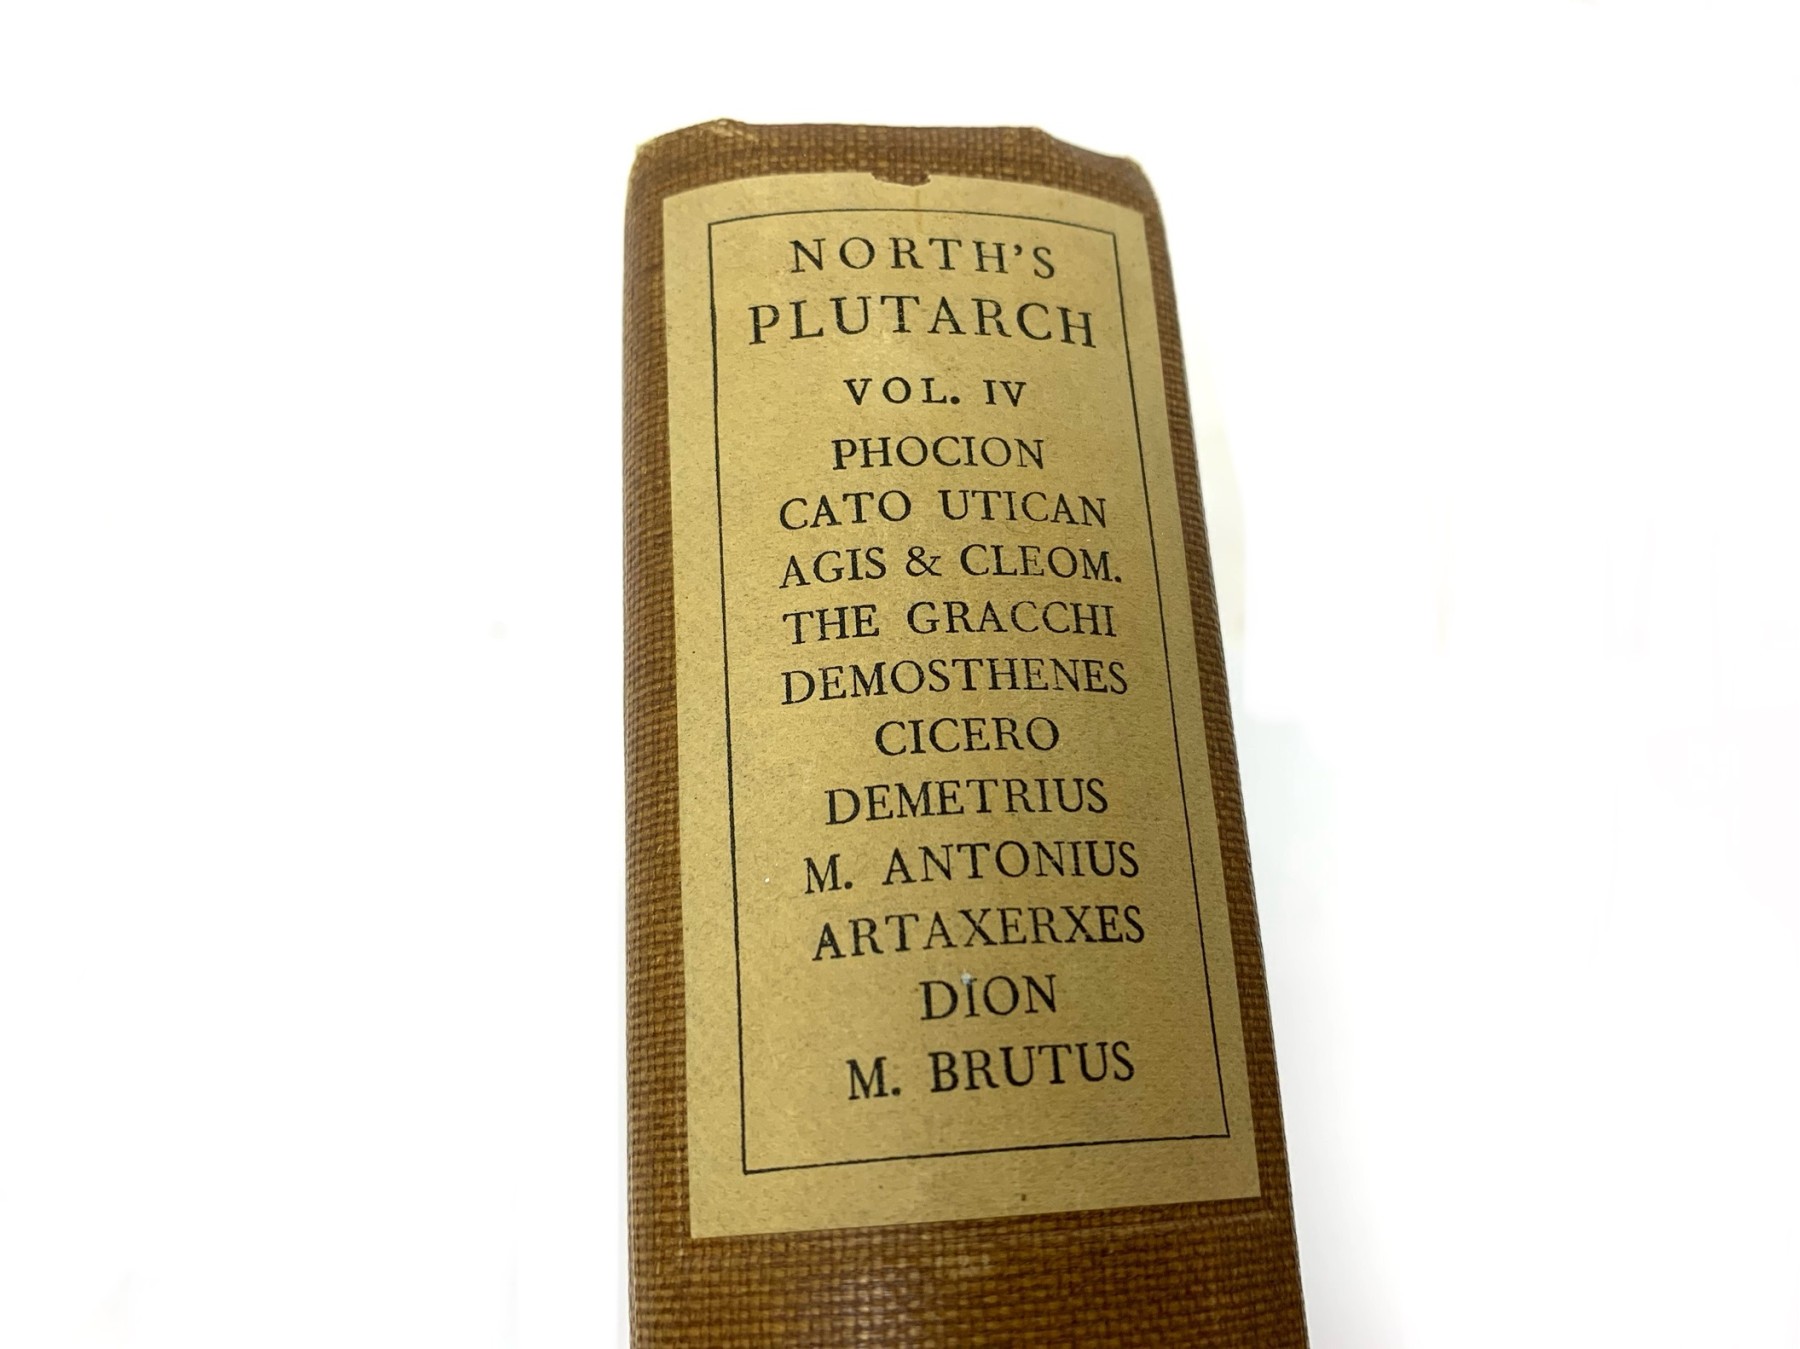 NORTH'S
PLUTARCH
VOL. IV
PHOCION
CATO UTICAN
AGIS & CLEOM.
THE GRACCHI
DEMOSTHENES
CICERO
DEMETRIUS
M. ANTONIUS
ARTAXERXES
DION
M. BRUTUS